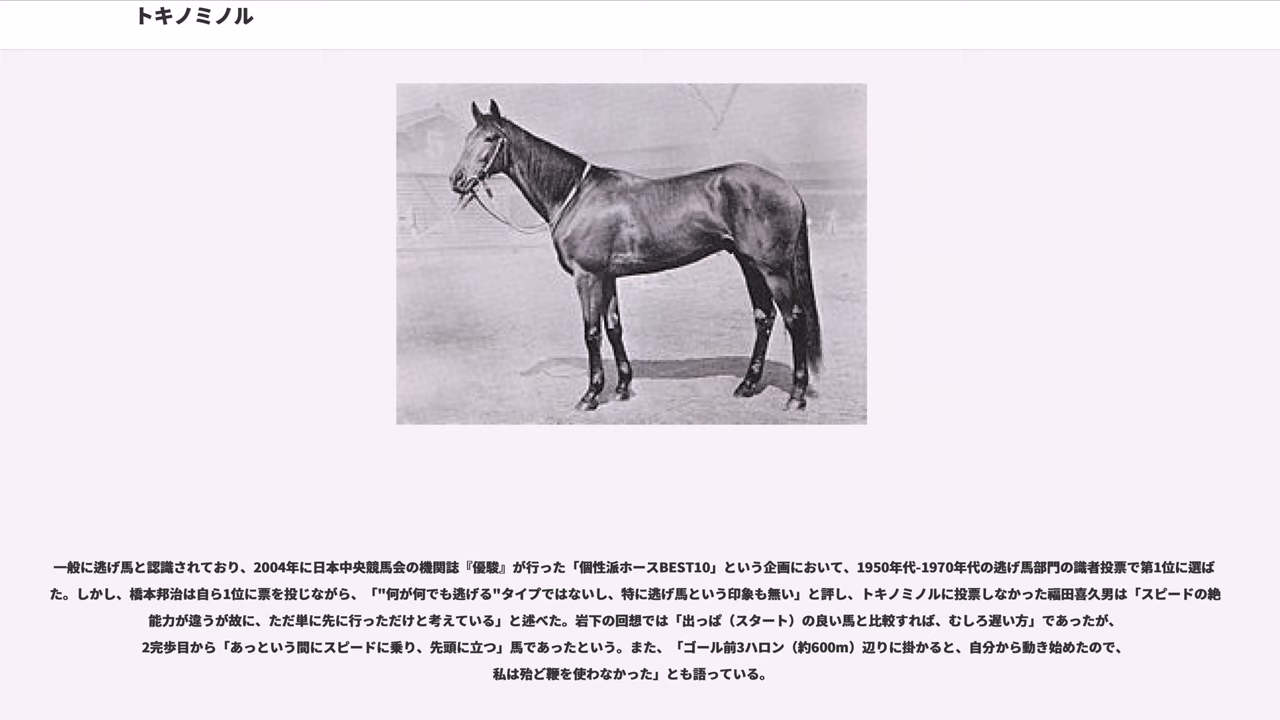 トキノミノル
一般に逃げ馬と認識されており、2004年に日本中央競馬会の機関誌『優駿』が行った「個性派ホースBEST10」という企画において、1950年代-1970年代の逃げ馬部門の識者投票で第1位に選ば
た。しかし、橋本邦治は自ら1位に票を投じながら、「"何が何でも逃げる"タイプではないし、特に逃げ馬という印象も無い」と評し、トキノミノルに投票しなかった福田喜久男は「スピードの絶
能力が違うが故に、ただ単に先に行っただけと考えている」と述べた。岩下の回想では「出っぱ（スタート）の良い馬と比較すれば、むしろ遅い方」であったが、
2完歩目から「あっという間にスピードに乗り、先頭に立つ」馬であったという。また、「ゴール前3ハロン（約600m）辺りに掛かると、自分から動き始めたので、
私は殆ど鞭を使わなかった」とも語っている。